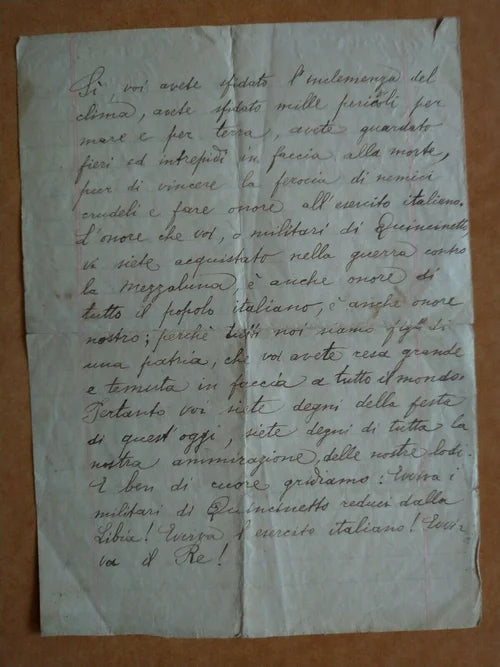 Sì, voi avete sfidato l'inclemenza del
clima, avete sfidato mille pericoli per
mare e per terra, avete guardato
fieri ed intrepidi in faccia alla morte,
pur di vincere la ferocia di nemici
crudeli e fare onore all'esercito italiano.
L'onore che voi, o militari di Quincinetto
vi siete acquistato nella guerra contro
la Mezzaluna, è anche onore di
tutto il popolo italiano, è anche onore
nostro; perchè tutti noi siamo figli di
una patria, che voi avete resa grande
e temuta in faccia a tutto il mondo.
Pertanto voi siete degni della festa
di quest'oggi, siete degni di tutta la
nostra ammirazione, delle nostre lodi.
E ben di cuore gridiamo: Evviva i
militari di Quincinetto reduci dalla
Libia! Evviva l'esercito italiano! Evvi-
va il Re!